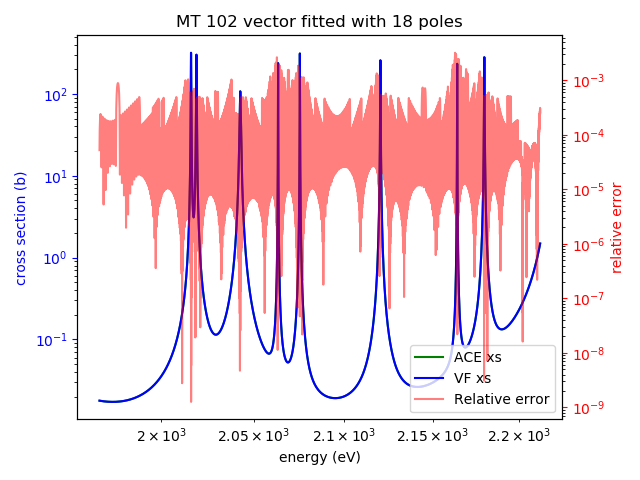 MT 102 vector fitted with 18 poles
cross section (b)
10²
10¹
10⁰
10⁻¹
10⁻³
10⁻⁴
10⁻⁵
10⁻⁶
10⁻⁷
10⁻⁸
10⁻⁹
relative error
ACE xs
VF xs
Relative error
2 × 10³ 2.05 × 10³ 2.1 × 10³ 2.15 × 10³ 2.2 × 10³
energy (eV)